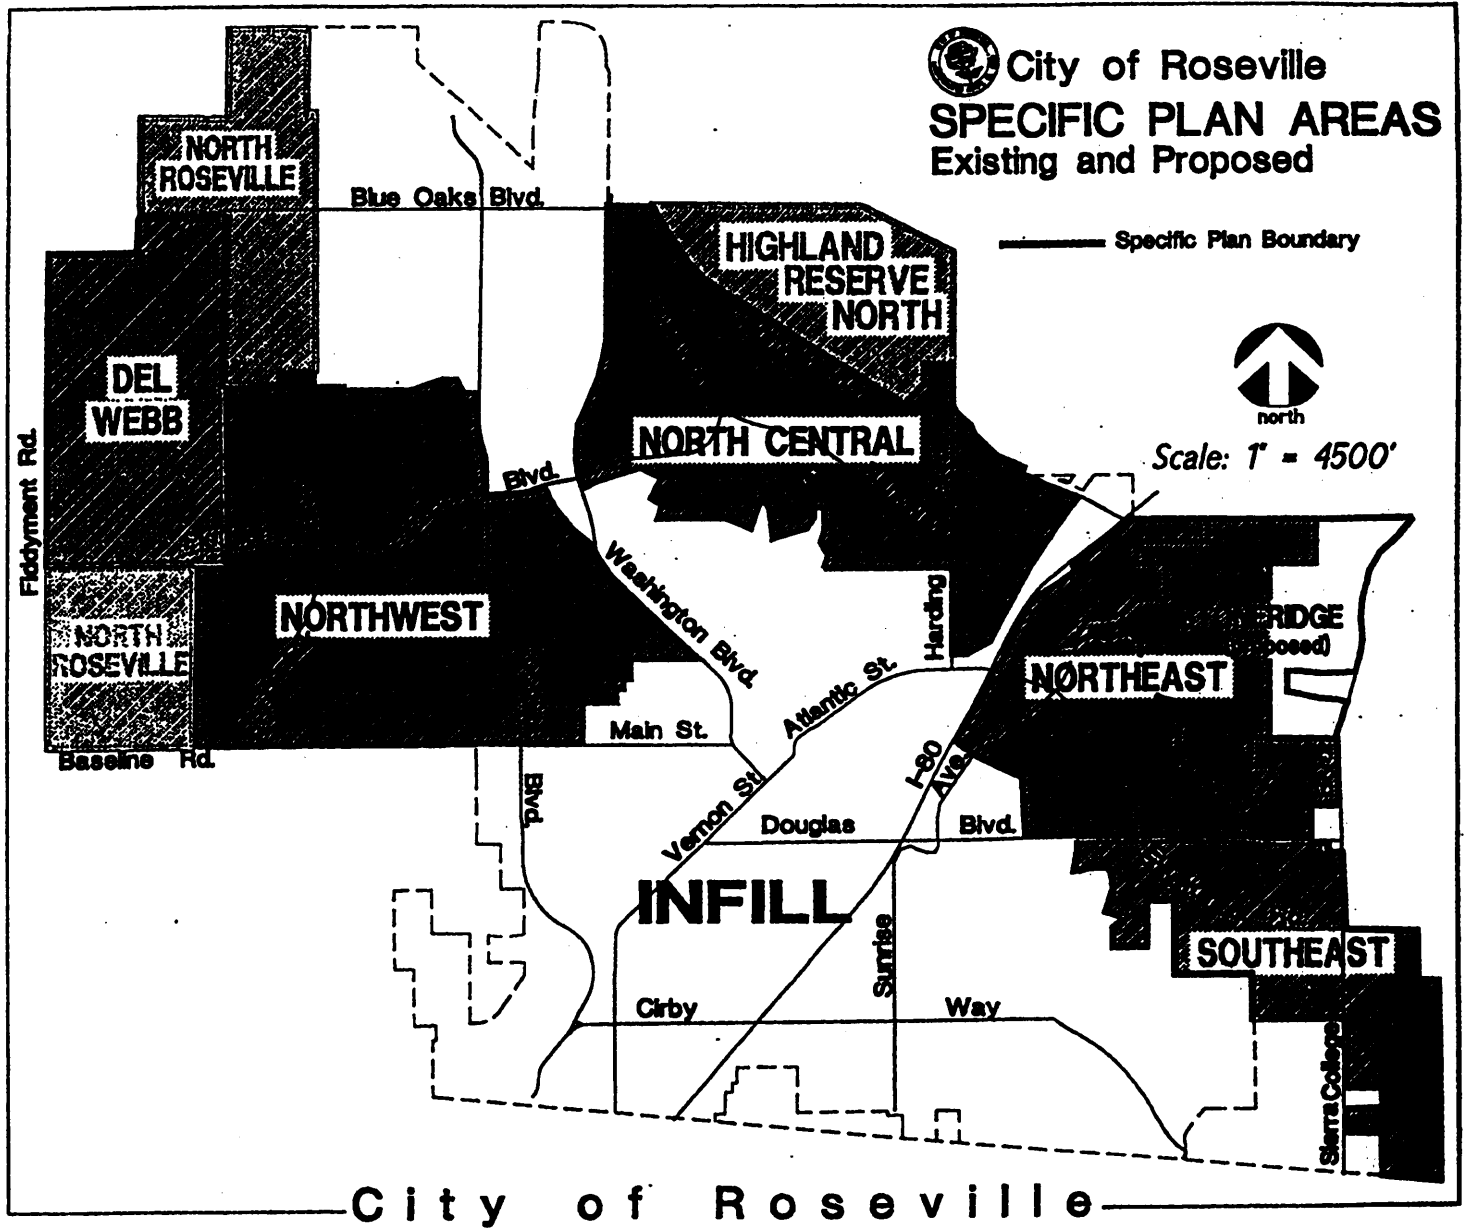 City of Roseville
SPECIFIC PLAN AREAS
Existing and Proposed
Specific Plan Boundary
north
Scale: 1" = 4500'
NORTH
ROSEVILLE
Blue Oaks Blvd.
HIGHLAND
RESERVE
NORTH
DEL
WEBB
Fiddyment Rd.
NORTH CENTRAL
Blvd.
Washington Blvd.
NORTHWEST
NORTH
ROSEVILLE
Harding
RIDGE
posed)
NORTHEAST
Atlantic St.
Main St.
Baseline Rd.
I-80
Ave.
Blvd.
Vernon St.
Douglas Blvd.
INFILL
Sunrise
SOUTHEAST
Cirby Way
Sierra College
City of Roseville